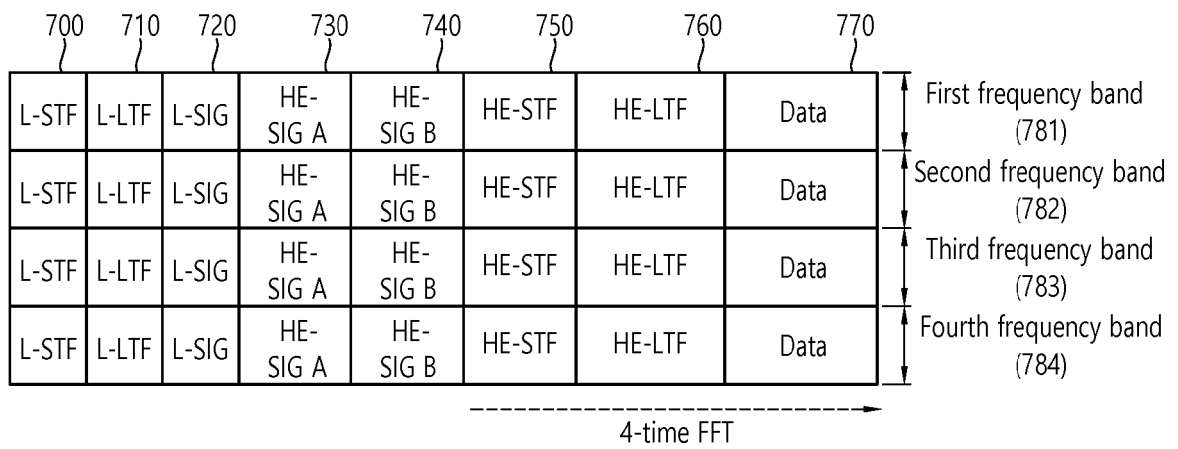 700 710 720 730 740 750 760 770
L-STF L-LTF L-SIG HE- SIG A HE- SIG B HE-STF HE-LTF Data First frequency band (781)
L-STF L-LTF L-SIG HE- SIG A HE- SIG B HE-STF HE-LTF Data Second frequency band (782)
L-STF L-LTF L-SIG HE- SIG A HE- SIG B HE-STF HE-LTF Data Third frequency band (783)
L-STF L-LTF L-SIG HE- SIG A HE- SIG B HE-STF HE-LTF Data Fourth frequency band (784)
4-time FFT